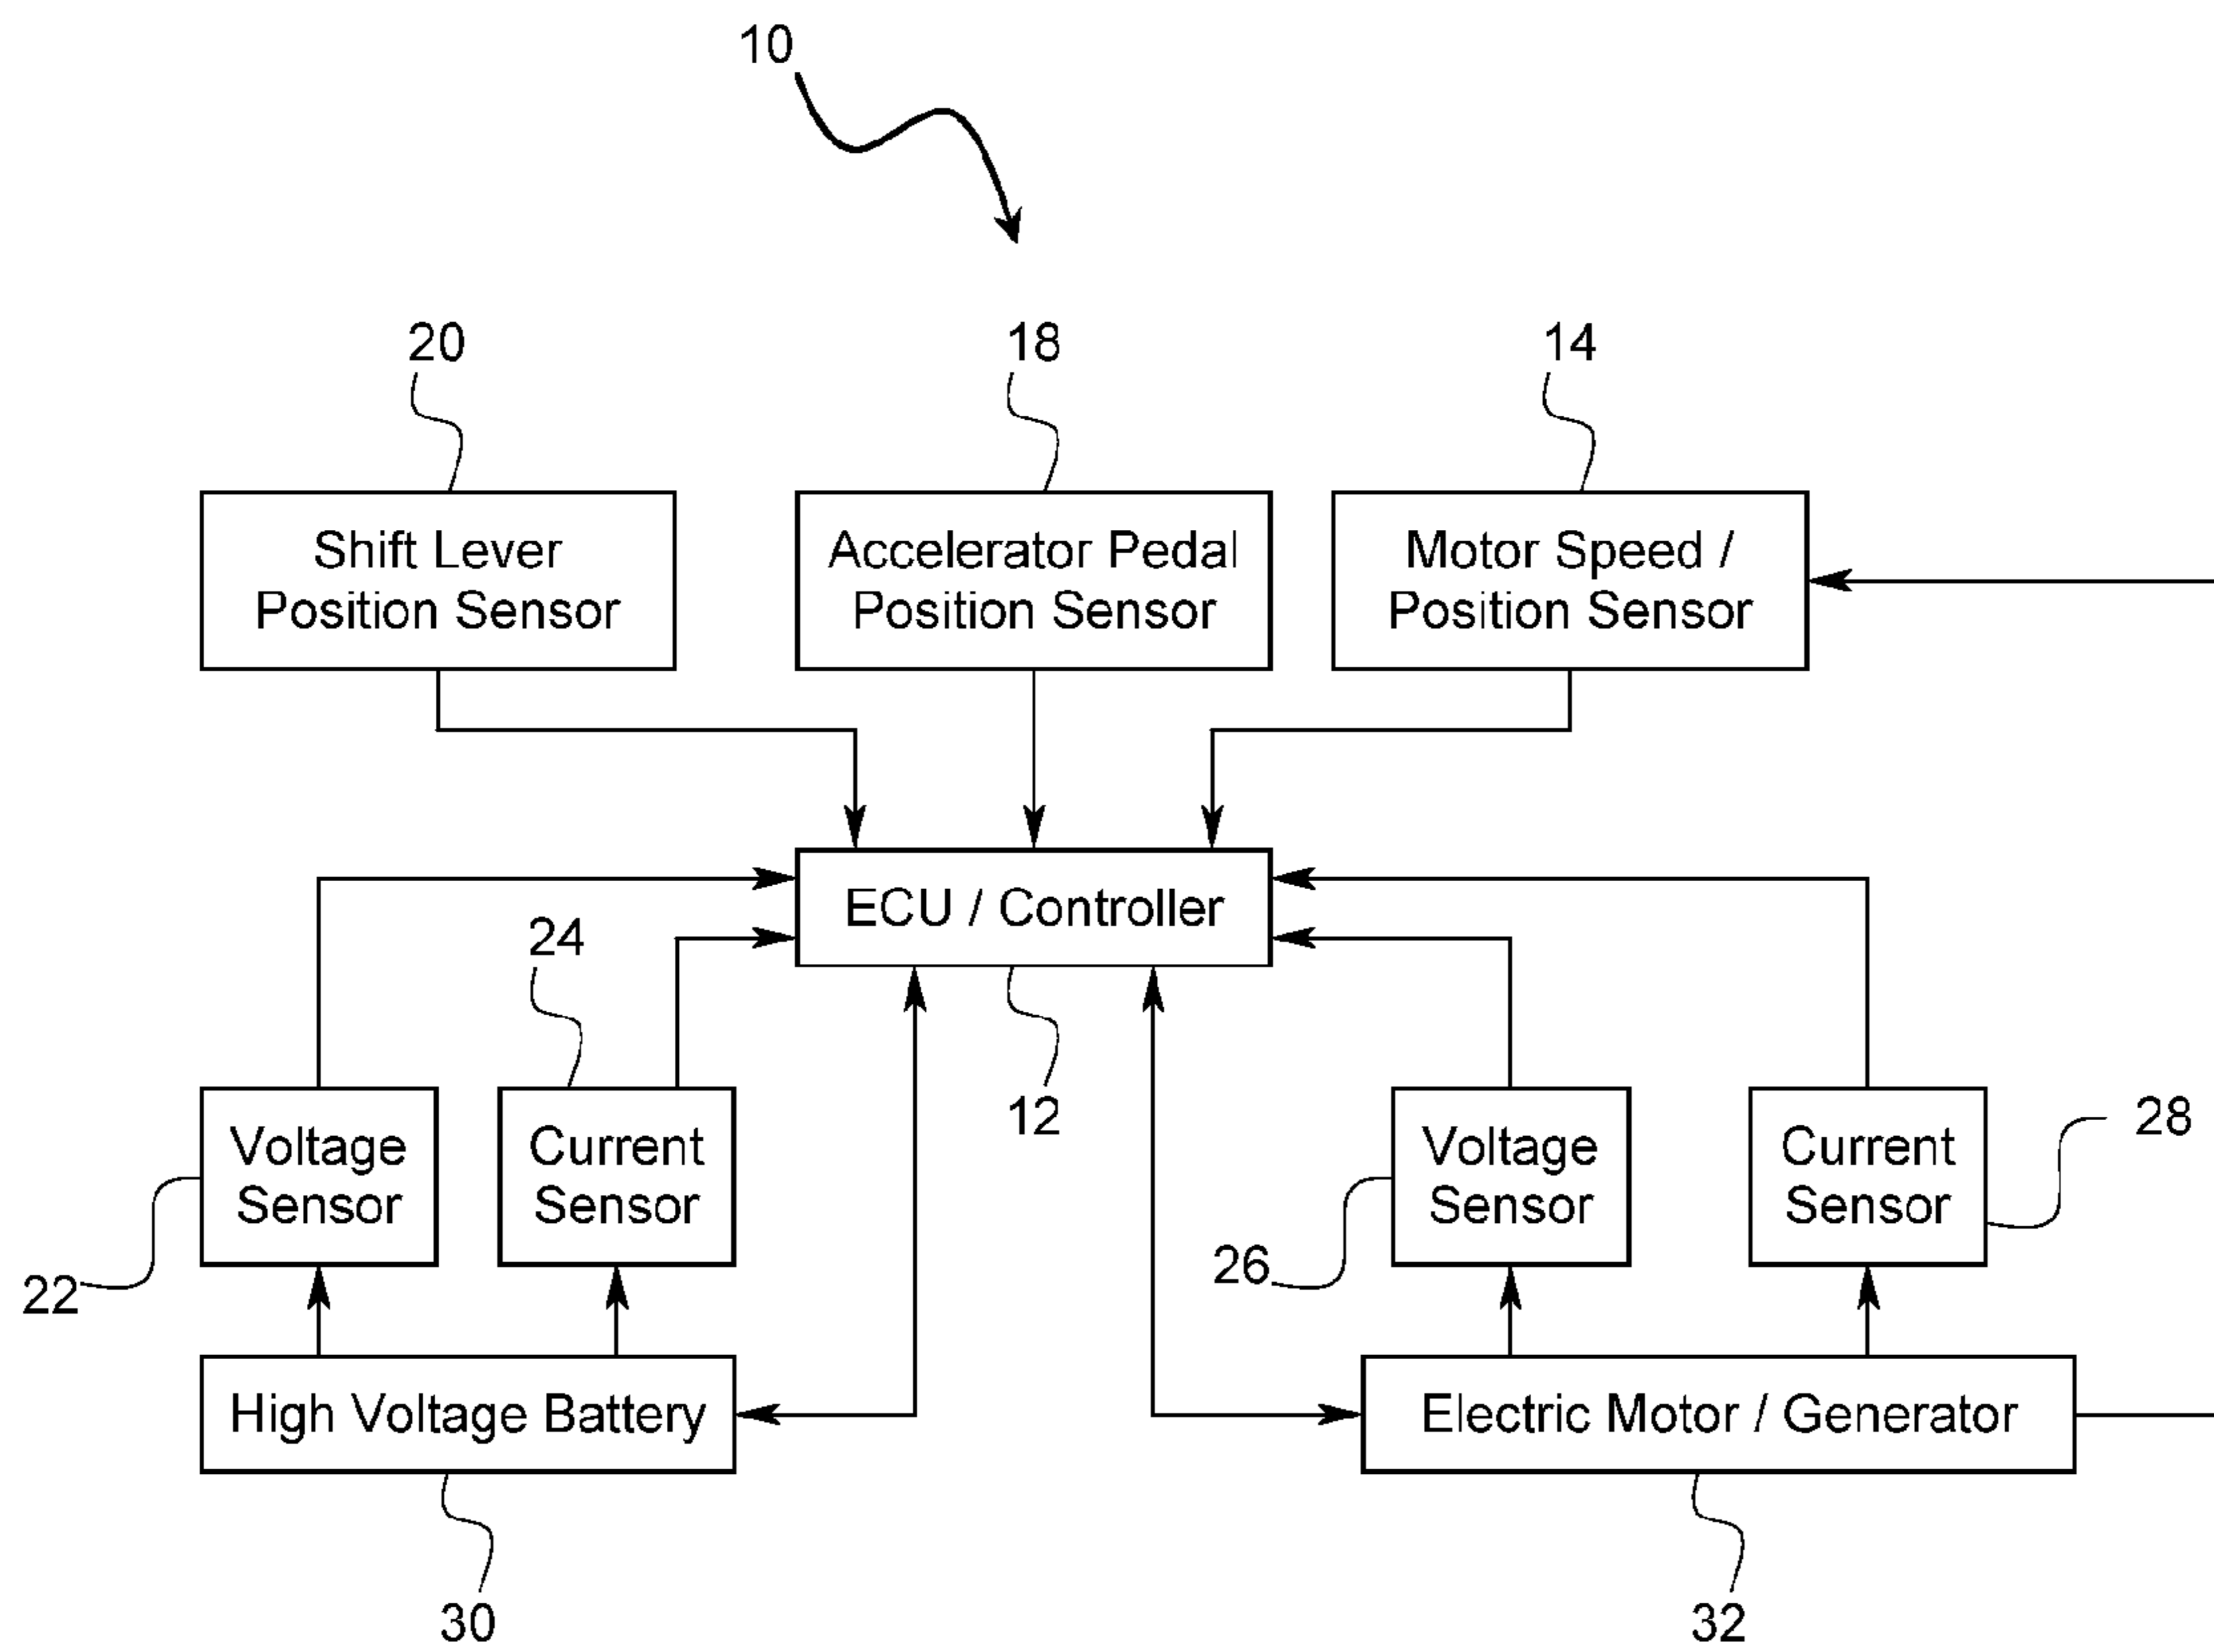 10
20
18
14
Shift Lever
Position Sensor
Accelerator Pedal
Position Sensor
Motor Speed /
Position Sensor
ECU / Controller
24
12
Voltage
Sensor
Current
Sensor
Voltage
Sensor
Current
Sensor
28
22
26
High Voltage Battery
Electric Motor / Generator
30
32